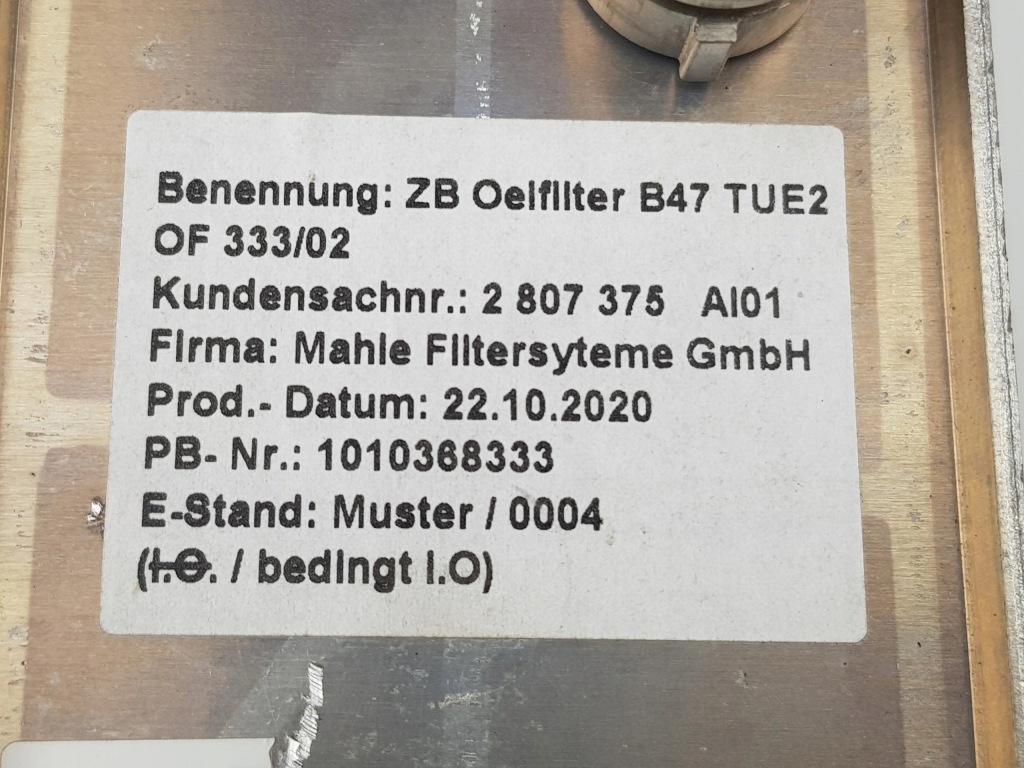 Benennung: ZB Oelfilter B47 TUE2
OF 333/02
Kundensachnr.: 2 807 375 AI01
Firma: Mahle Filtersyteme GmbH
Prod.- Datum: 22.10.2020
PB- Nr.: 1010368333
E-Stand: Muster / 0004
(I.O. / bedingt I.O)